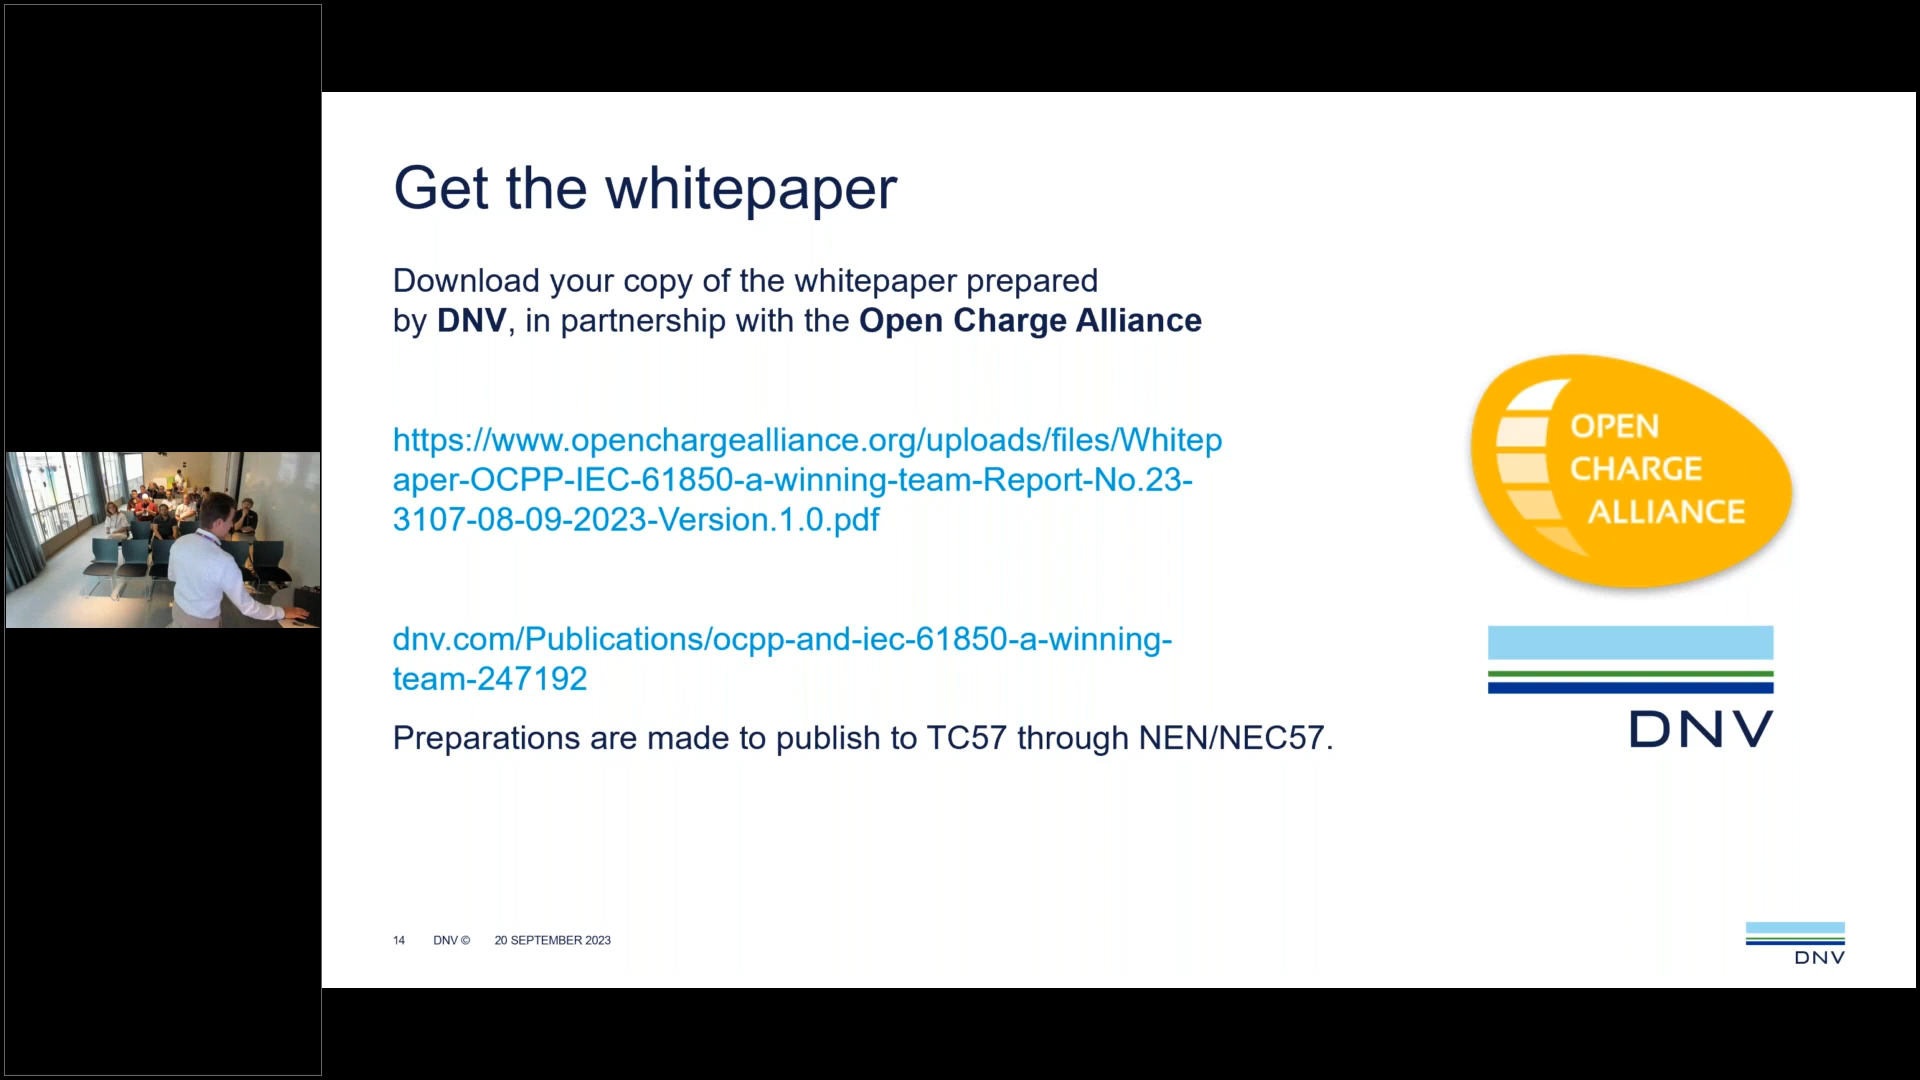 Get the whitepaper
Download your copy of the whitepaper prepared
by DNV, in partnership with the Open Charge Alliance
https://www.openchargealliance.org/uploads/files/Whitep
aper-OCPP-IEC-61850-a-winning-team-Report-No.23-
3107-08-09-2023-Version.1.0.pdf
dnv.com/Publications/ocpp-and-iec-61850-a-winning-
team-247192
Preparations are made to publish to TC57 through NEN/NEC57.
OPEN
CHARGE
ALLIANCE
DNV
14 DNV © 20 SEPTEMBER 2023
DNV